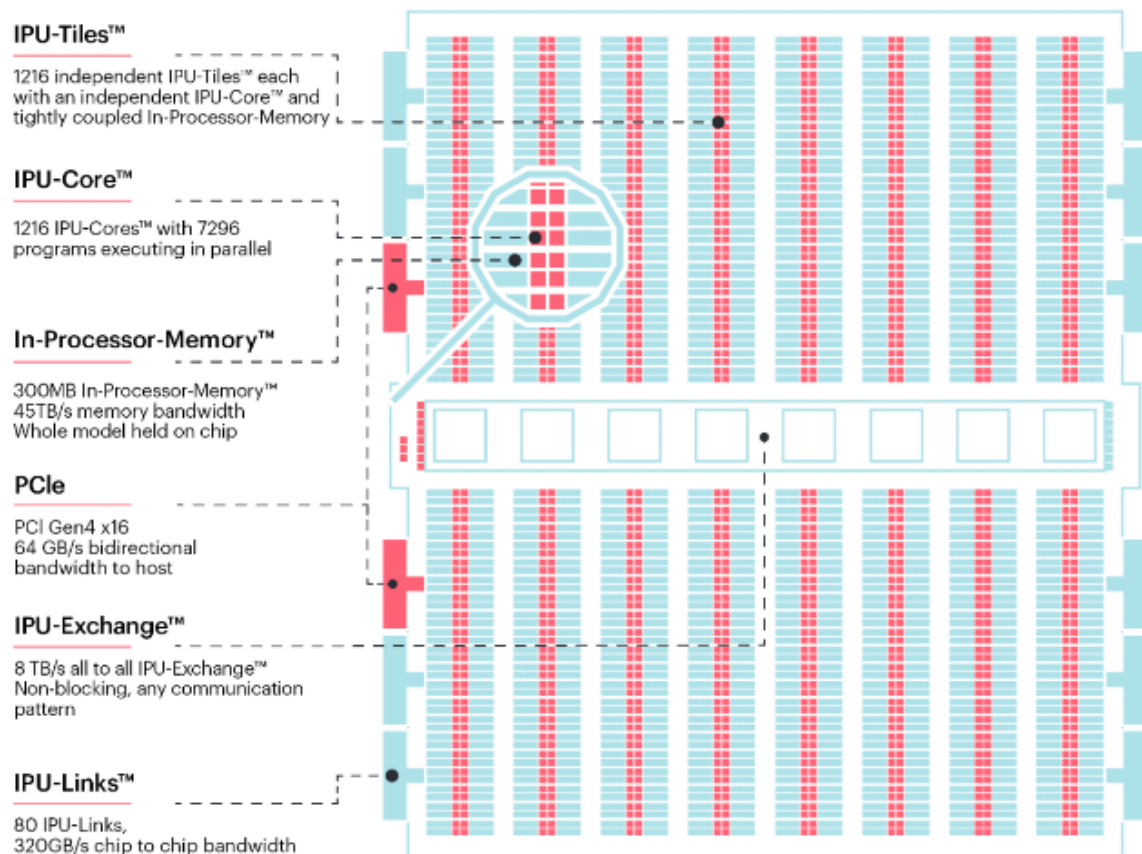 IPU-Tiles™
1216 independent IPU-Tiles™ each
with an independent IPU-Core™ and
tightly coupled In-Processor-Memory
IPU-Core™
1216 IPU-Cores™ with 7296
programs executing in parallel
In-Processor-Memory™
300MB In-Processor-Memory™
45TB/s memory bandwidth
Whole model held on chip
PCIe
PCI Gen4 x16
64 GB/s bidirectional
bandwidth to host
IPU-Exchange™
8 TB/s all to all IPU-Exchange™
Non-blocking, any communication
pattern
IPU-Links™
80 IPU-Links,
320GB/s chip to chip bandwidth